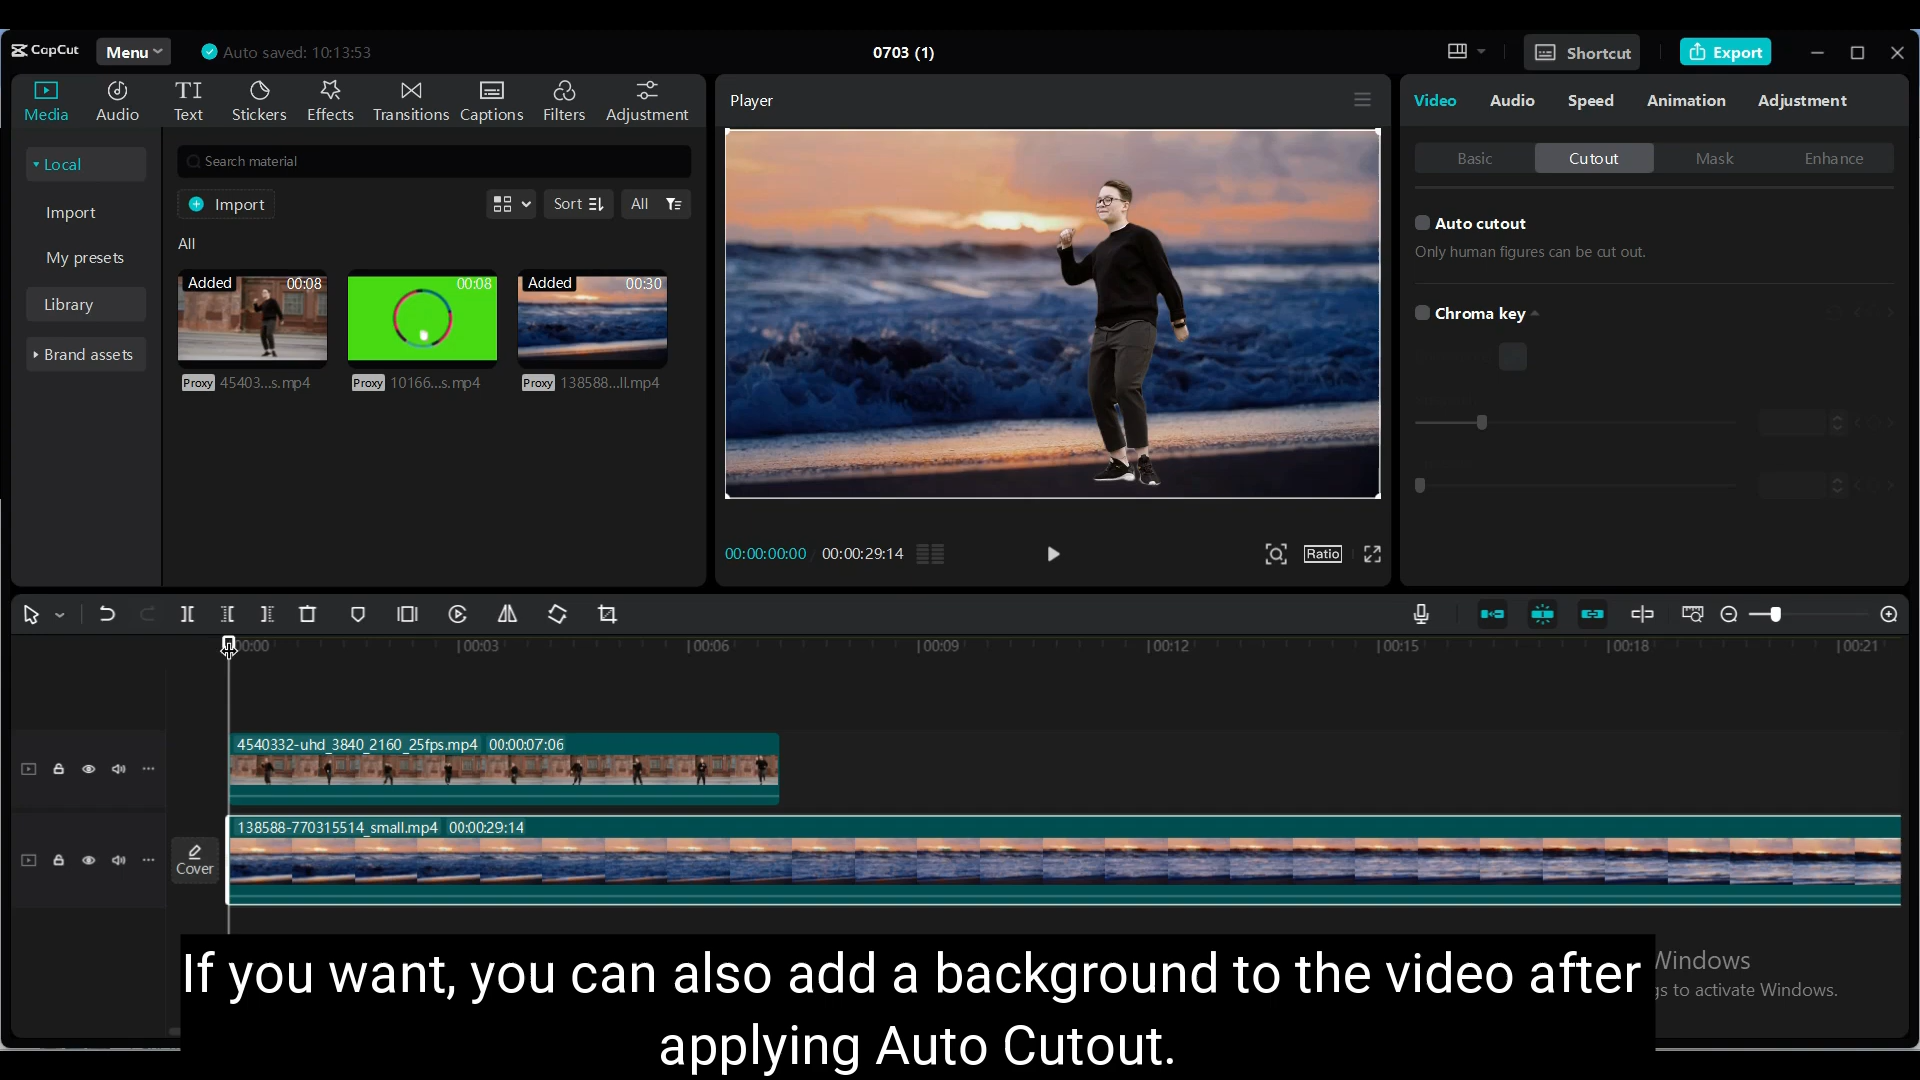 CapCut
Menu
Auto saved: 10:13:53
0703 (1)
Shortcut
Export
Media
Audio
Text
Stickers
Effects
Transitions
Captions
Filters
Adjustment
Local
Import
My presets
Library
Brand assets
Search material
Import
Sort
All
All
Added
00:08
00:08
Added
00:30
Proxy 45403...s.mp4
Proxy 10166...s.mp4
Proxy 138588...ll.mp4
Player
00:00:00:00
00:00:29:14
Ratio
Video
Audio
Speed
Animation
Adjustment
Basic
Cutout
Mask
Enhance
Auto cutout
Only human figures can be cut out.
Chroma key
00:00
00:03
00:06
00:09
00:12
00:15
00:18
00:21
4540332-uhd_3840_2160_25fps.mp4 00:00:07:06
138588-770315514_small.mp4 00:00:29:14
Cover
Windows
gs to activate Windows.
If you want, you can also add a background to the video after
applying Auto Cutout.